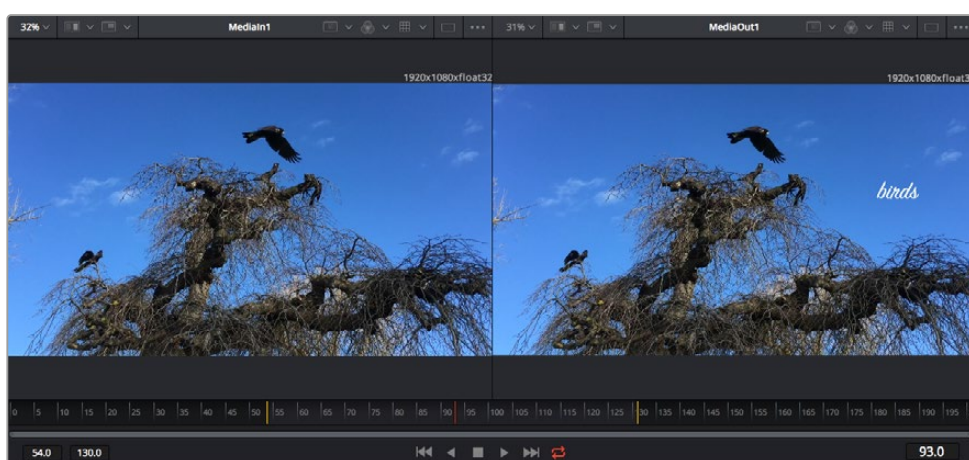 32% MediaIn1 31% MediaOut1
1920x1080xfloat32 1920x1080xfloat3
birds
0 5 10 15 20 25 30 35 40 45 50 55 60 65 70 75 80 85 90 95 100 105 110 115 120 125 130 135 140 145 150 155 160 165 170 175 180 185 190 195
54.0 130.0 93.0